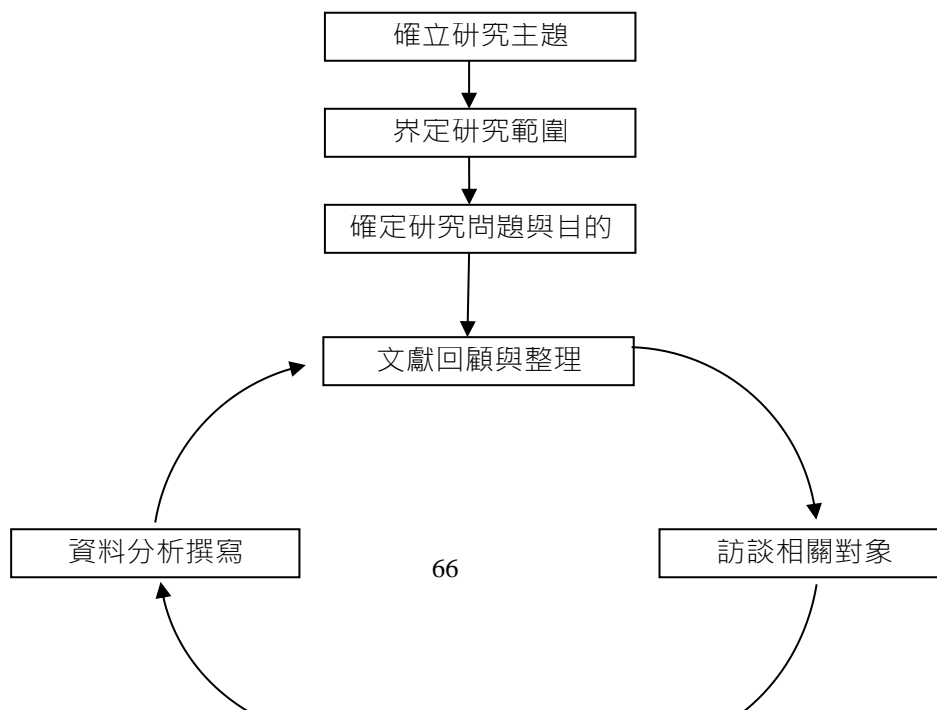 確立研究主題
界定研究範圍
確定研究問題與目的
文獻回顧與整理
資料分析撰寫
66
訪談相關對象